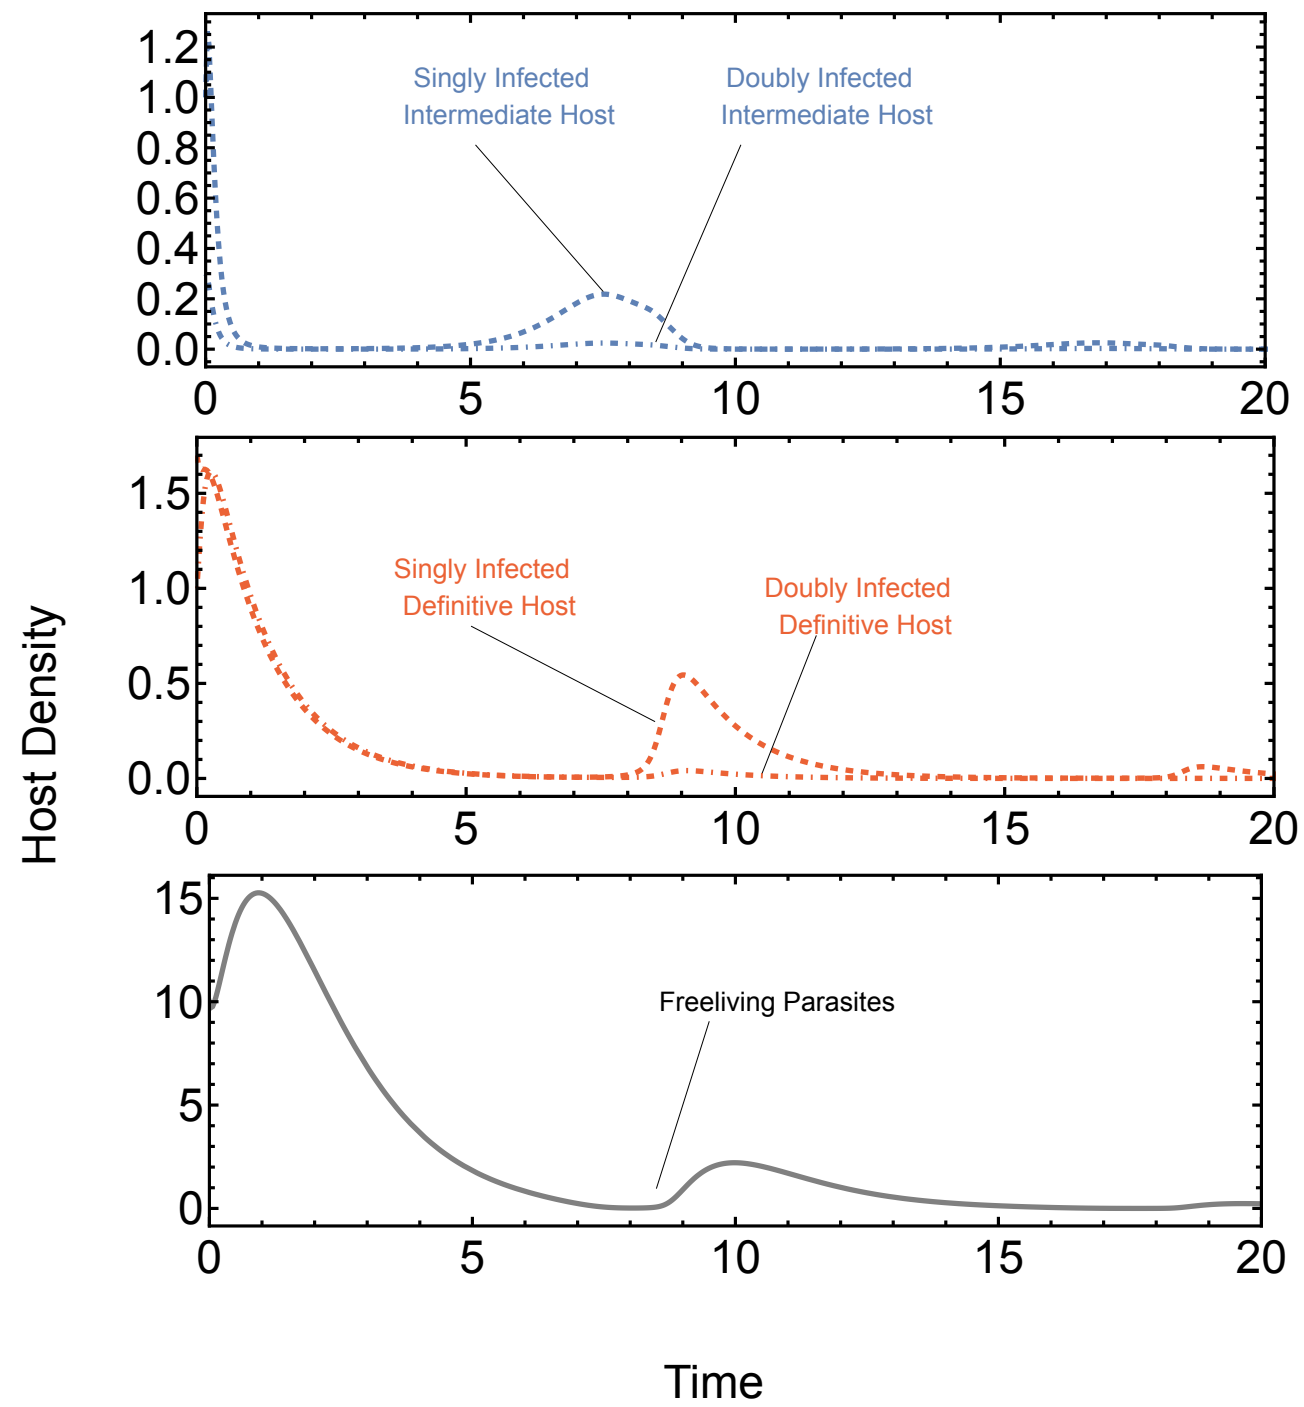 1.2
1.0
0.8
0.6
0.4
0.2
0.0
Singly Infected
Intermediate Host
Doubly Infected
Intermediate Host
0 5 10 15 20
1.5
1.0
0.5
0.0
Singly Infected
Definitive Host
Doubly Infected
Definitive Host
0 5 10 15 20
Host Density
15
10
5
0
Freeliving Parasites
0 5 10 15 20
Time